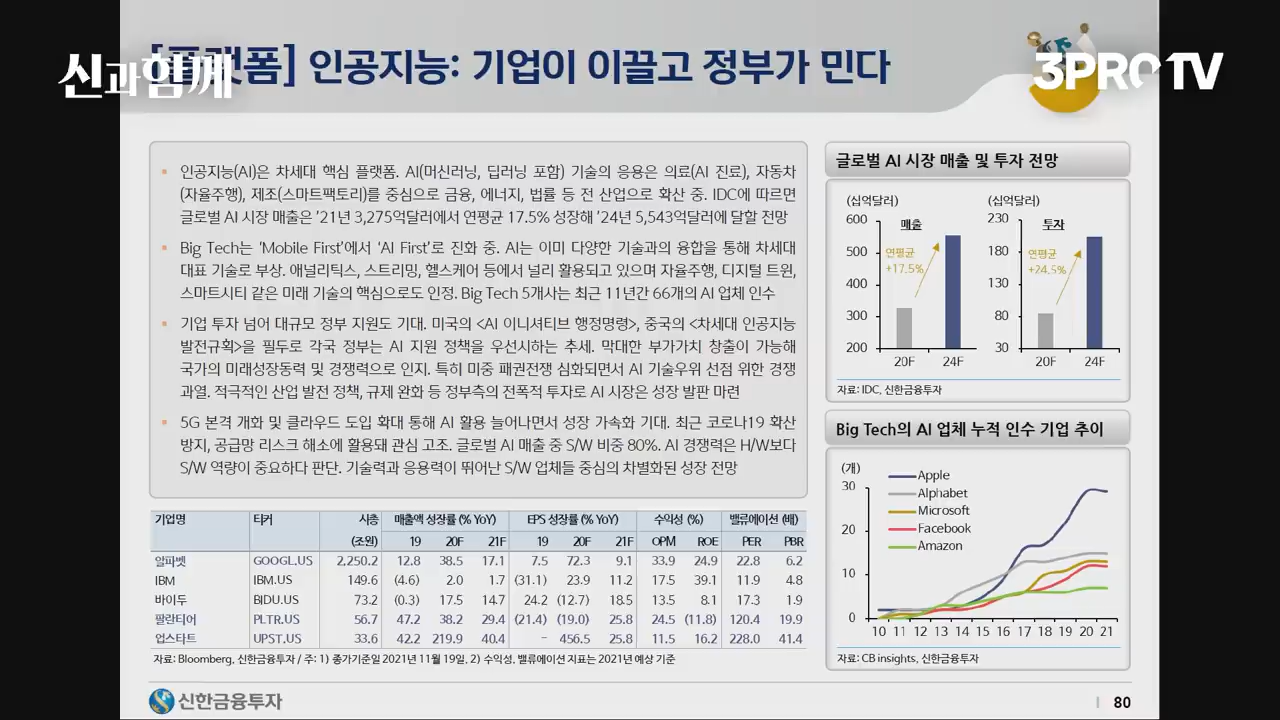 신과함께
[플랫폼] 인공지능: 기업이 이끌고 정부가 민다
3PROTV
인공지능(AI)은 차세대 핵심 플랫폼. AI(머신러닝, 딥러닝 포함) 기술의 응용은 의료(AI 진료), 자동차
(자율주행), 제조(스마트팩토리)를 중심으로 금융, 에너지, 법률 등 전 산업으로 확산 중. IDC에 따르면
글로벌 AI 시장 매출은 ’21년 3,275억달러에서 연평균 17.5% 성장해 ’24년 5,543억달러에 달할 전망
Big Tech는 ‘Mobile First’에서 ‘AI First’로 진화 중. AI는 이미 다양한 기술과의 융합을 통해 차세대
대표 기술로 부상. 애널리틱스, 스트리밍, 헬스케어 등에서 널리 활용되고 있으며 자율주행, 디지털 트윈,
스마트시티 같은 미래 기술의 핵심으로도 인정. Big Tech 5개사는 최근 11년간 66개의 AI 업체 인수
기업 투자 넘어 대규모 정부 지원도 기대. 미국의 <AI 이니셔티브 행정명령>, 중국의 <차세대 인공지능
발전규획>을 필두로 각국 정부는 AI 지원 정책을 우선시하는 추세. 막대한 부가가치 창출이 가능해
국가의 미래성장동력 및 경쟁력으로 인지. 특히 미중 패권전쟁 심화되면서 AI 기술우위 선점 위한 경쟁
과열. 적극적인 산업 발전 정책, 규제 완화 등 정부측의 전폭적 투자로 AI 시장은 성장 발판 마련
5G 본격 개화 및 클라우드 도입 확대 통해 AI 활용 늘어나면서 성장 가속화 기대. 최근 코로나19 확산
방지, 공급망 리스크 해소에 활용돼 관심 고조. 글로벌 AI 매출 중 S/W 비중 80%. AI 경쟁력은 H/W보다
S/W 역량이 중요하다 판단. 기술력과 응용력이 뛰어난 S/W 업체들 중심의 차별화된 성장 전망
기업명 티커 시총 매출액 성장률 (% YoY) EPS 성장률 (% YoY) 수익성 (%) 밸류에이션 (배)
(조원) 19 20F 21F 19 20F 21F OPM ROE PER PBR
알파벳 GOOGL.US 2,250.2 12.8 38.5 17.1 7.5 72.3 9.1 33.9 24.9 22.8 6.2
IBM IBM.US 149.6 (4.6) 2.0 1.7 (31.1) 23.9 11.2 17.5 39.1 11.9 4.8
바이두 BIDU.US 73.2 (0.3) 17.5 14.7 24.2 (12.7) 18.5 13.5 8.1 17.3 1.9
팔란티어 PLTR.US 56.7 47.2 38.2 29.4 (21.4) (19.0) 25.8 24.5 (11.8) 120.4 19.9
업스타트 UPST.US 33.6 42.2 219.9 40.4 - 456.5 25.8 11.5 16.2 228.0 41.4
자료: Bloomberg, 신한금융투자 / 주: 1) 종가기준일 2021년 11월 19일, 2) 수익성, 밸류에이션 지표는 2021년 예상 기준
글로벌 AI 시장 매출 및 투자 전망
(십억달러) (십억달러)
매출 투자
600 230
500 180
연평균 연평균
+17.5% +24.5%
400 130
300 80
200 30
20F 24F 20F 24F
자료: IDC, 신한금융투자
Big Tech의 AI 업체 누적 인수 기업 추이
(개)
Apple
30
Alphabet
Microsoft
Facebook
20
Amazon
10
0
10 11 12 13 14 15 16 17 18 19 20 21
자료: CB insights, 신한금융투자
신한금융투자
80